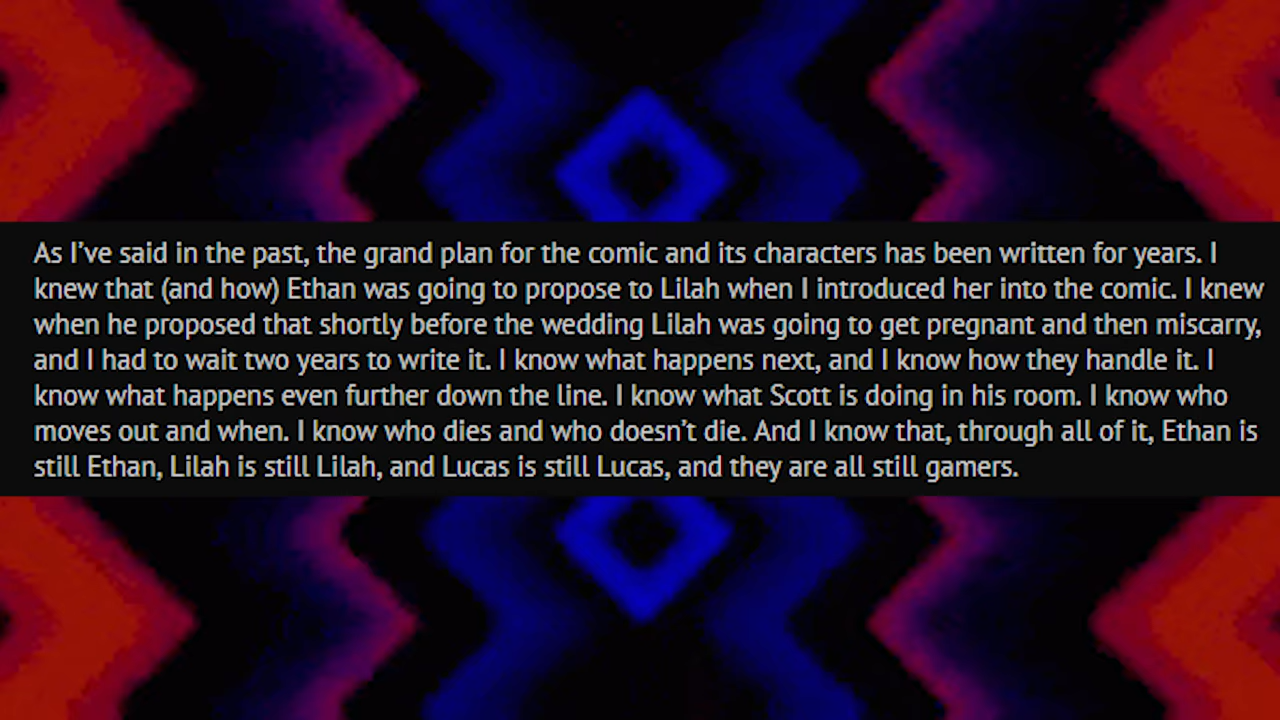 As I've said in the past, the grand plan for the comic and its characters has been written for years. I
knew that (and how) Ethan was going to propose to Lilah when I introduced her into the comic. I knew
when he proposed that shortly before the wedding Lilah was going to get pregnant and then miscarry,
and I had to wait two years to write it. I know what happens next, and I know how they handle it. I
know what happens even further down the line. I know what Scott is doing in his room. I know who
moves out and when. I know who dies and who doesn't die. And I know that, through all of it, Ethan is
still Ethan, Lilah is still Lilah, and Lucas is still Lucas, and they are all still gamers.